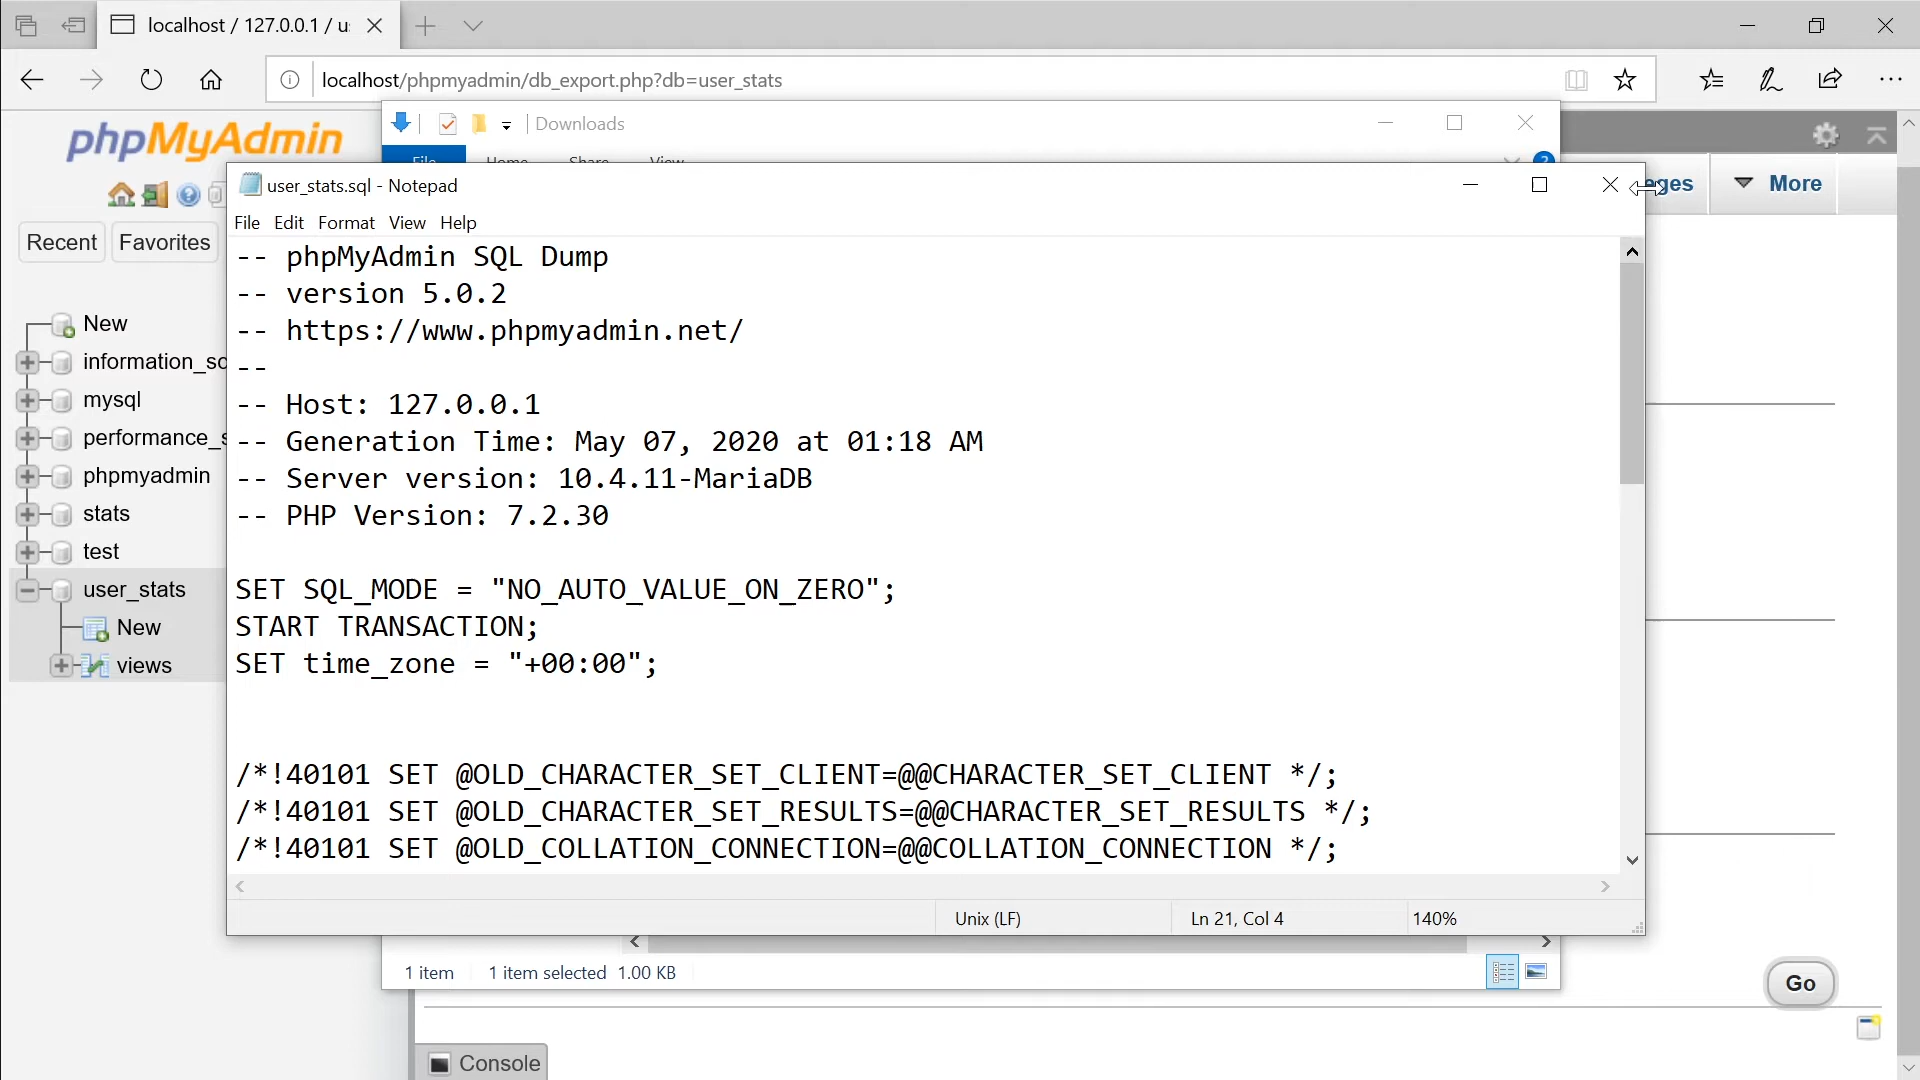 localhost / 127.0.0.1 / u
localhost/phpmyadmin/db_export.php?db=user_stats
phpMyAdmin
Recent
Favorites
New
information_sc
mysql
performance_s
phpmyadmin
stats
test
user_stats
New
views
Downloads
File Home Share View
?
user_stats.sql - Notepad
File Edit Format View Help
-- phpMyAdmin SQL Dump
-- version 5.0.2
-- https://www.phpmyadmin.net/
--
-- Host: 127.0.0.1
-- Generation Time: May 07, 2020 at 01:18 AM
-- Server version: 10.4.11-MariaDB
-- PHP Version: 7.2.30
SET SQL_MODE = "NO_AUTO_VALUE_ON_ZERO";
START TRANSACTION;
SET time_zone = "+00:00";
/*!40101 SET @OLD_CHARACTER_SET_CLIENT=@@CHARACTER_SET_CLIENT */;
/*!40101 SET @OLD_CHARACTER_SET_RESULTS=@@CHARACTER_SET_RESULTS */;
/*!40101 SET @OLD_COLLATION_CONNECTION=@@COLLATION_CONNECTION */;
Unix (LF)
Ln 21, Col 4
140%
eges
More
1 item 1 item selected 1.00 KB
Go
Console